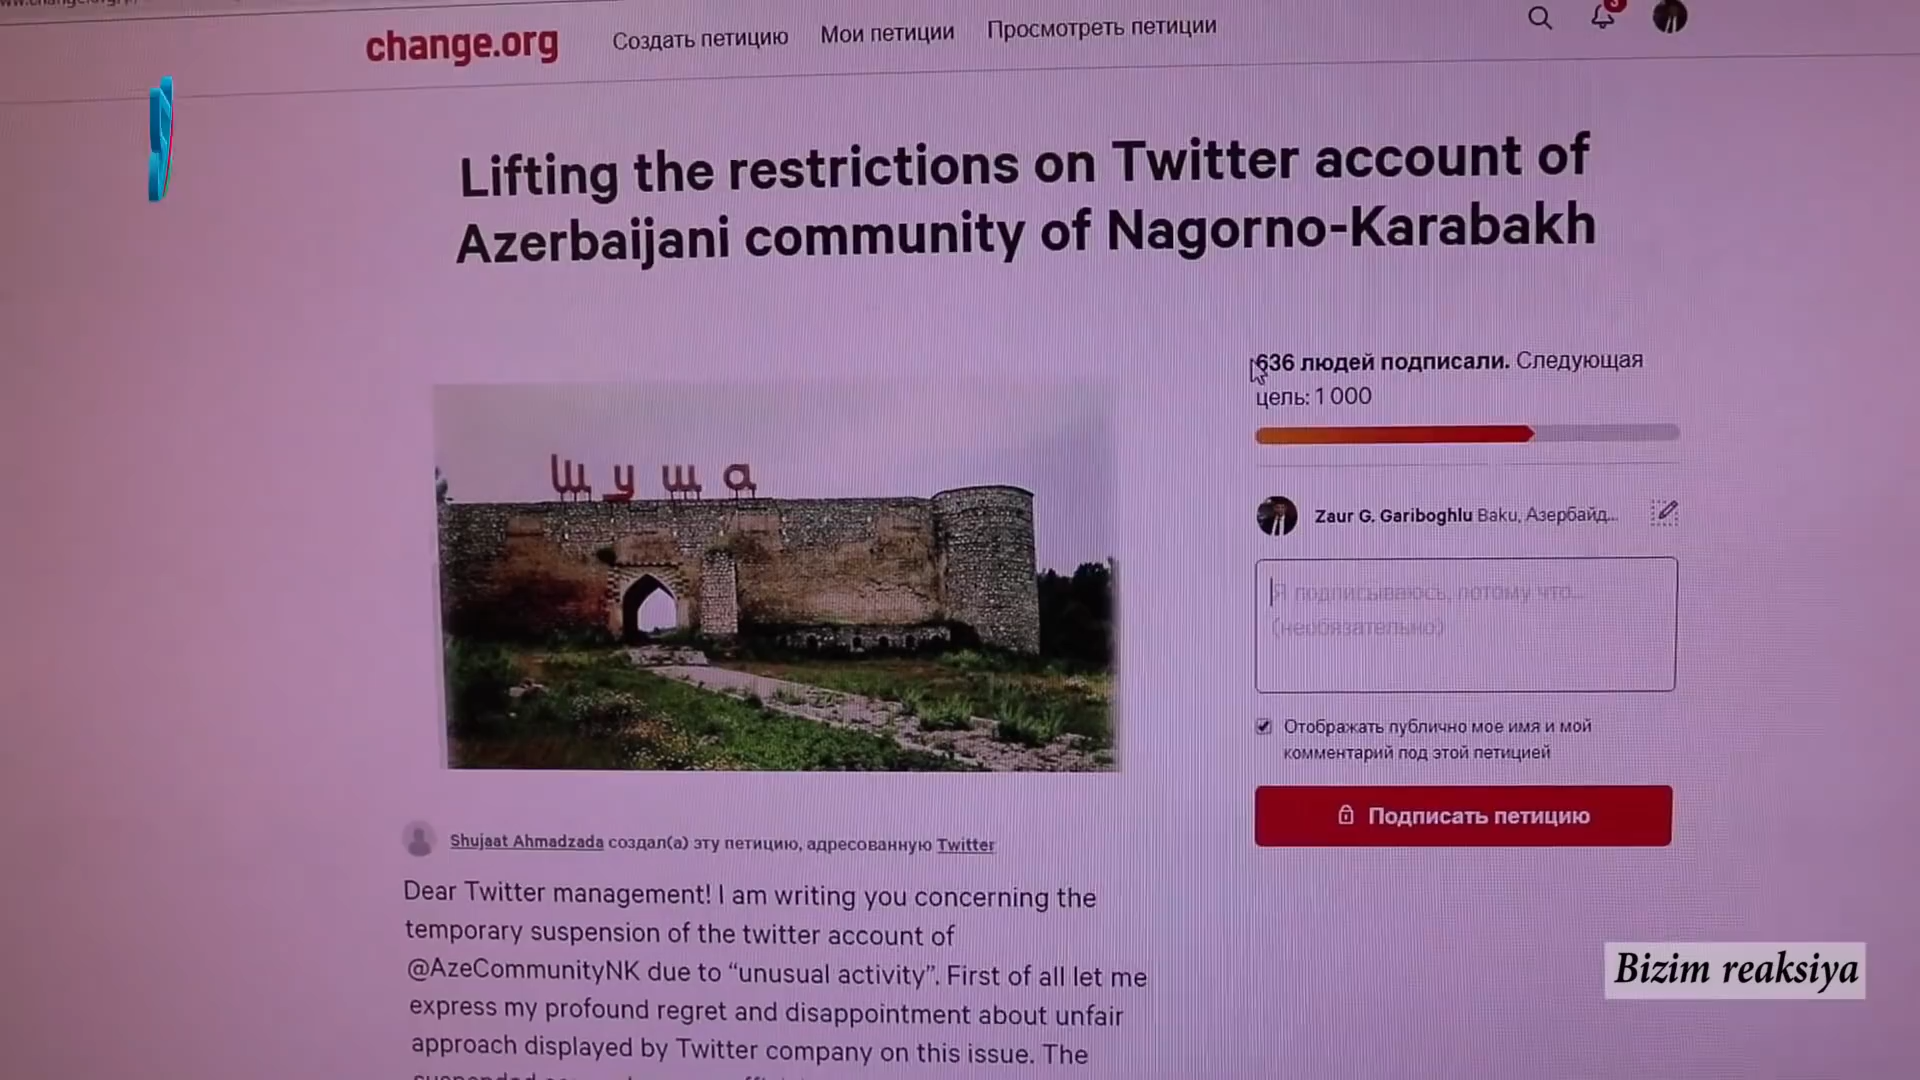 change.org
Создать петицию
Мои петиции
Просмотреть петиции
3
Lifting the restrictions on Twitter account of
Azerbaijani community of Nagorno-Karabakh
Шуша
636 людей подписали. Следующая
цель: 1 000
Zaur G. Gariboghlu Baku, Азербайд...
Я подписываюсь, потому что...
(необязательно)
Отображать публично мое имя и мой
комментарий под этой петицией
Подписать петицию
Shujaat Ahmadzada создал(а) эту петицию, адресованную Twitter
Dear Twitter management! I am writing you concerning the
temporary suspension of the twitter account of
@AzeCommunityNK due to “unusual activity”. First of all let me
express my profound regret and disappointment about unfair
approach displayed by Twitter company on this issue. The
Bizim reaksiya